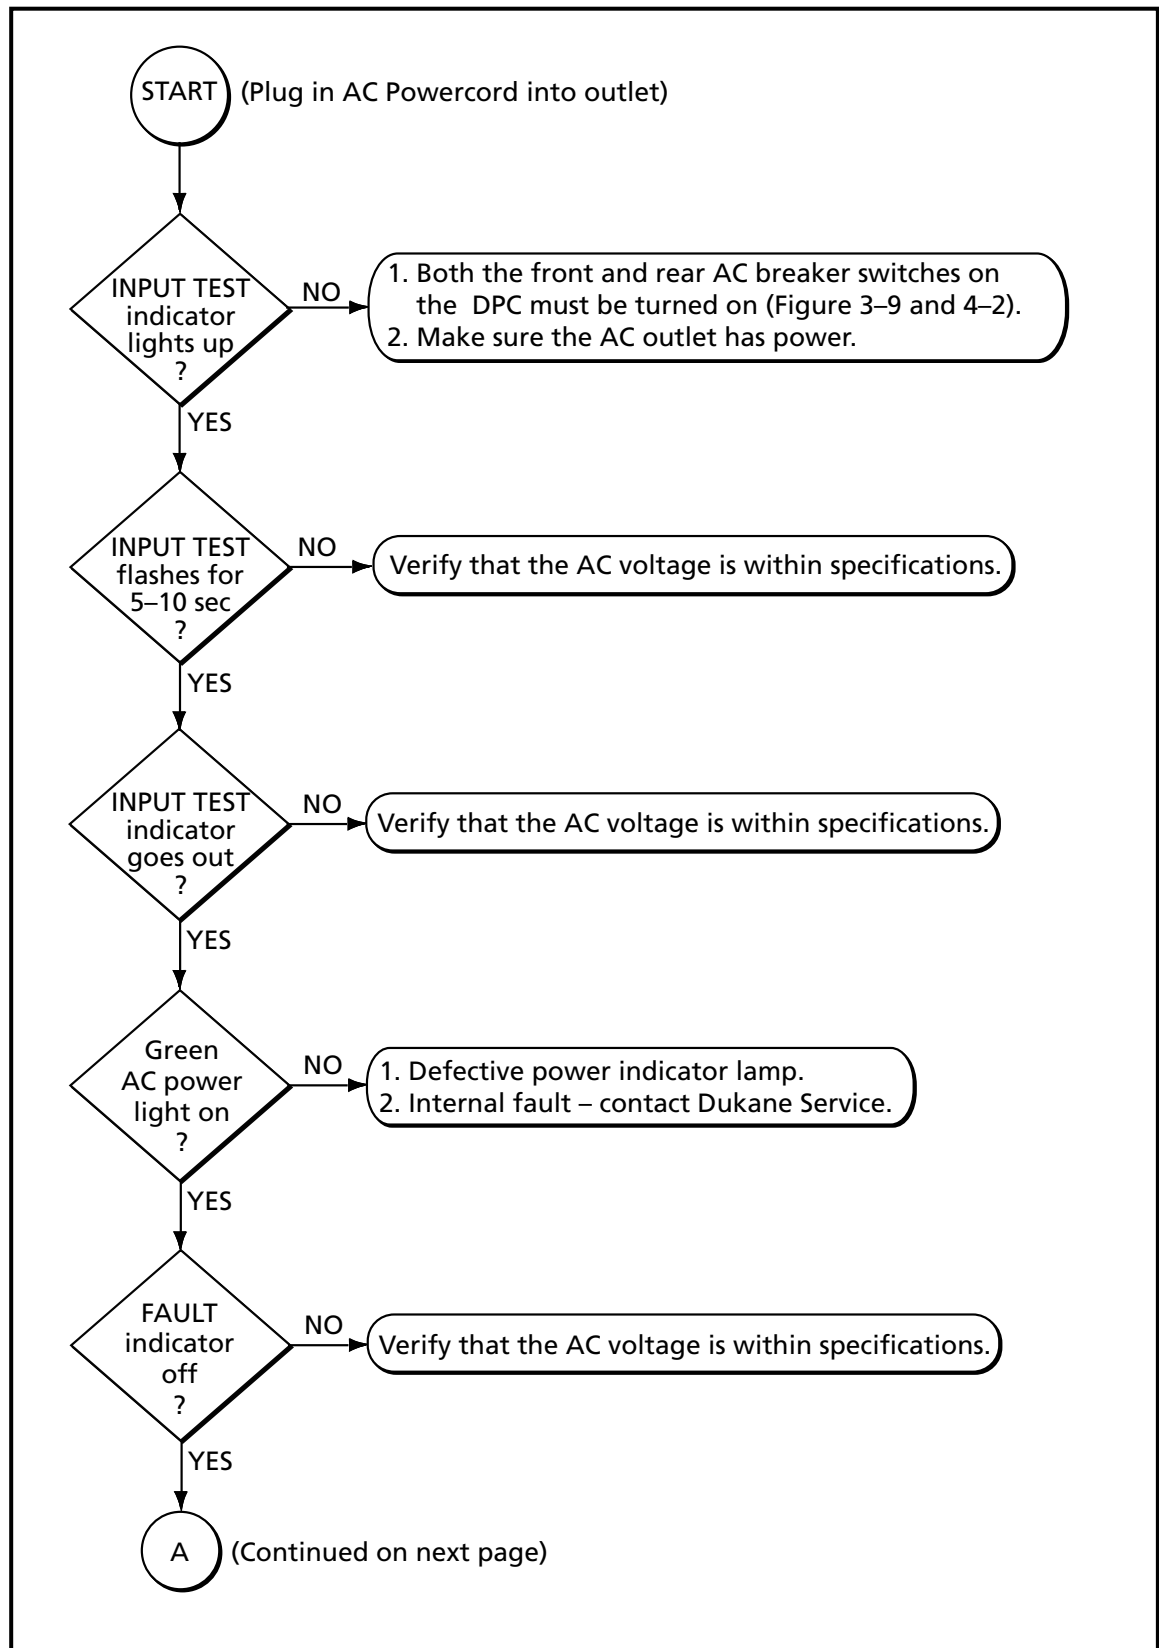 START (Plug in AC Powercord into outlet)
INPUT TEST
indicator
lights up
?
NO
1. Both the front and rear AC breaker switches on
the DPC must be turned on (Figure 3–9 and 4–2).
2. Make sure the AC outlet has power.
YES
INPUT TEST
flashes for
5–10 sec
?
NO
Verify that the AC voltage is within specifications.
YES
INPUT TEST
indicator
goes out
?
NO
Verify that the AC voltage is within specifications.
YES
Green
AC power
light on
?
NO
1. Defective power indicator lamp.
2. Internal fault – contact Dukane Service.
YES
FAULT
indicator
off
?
NO
Verify that the AC voltage is within specifications.
YES
A (Continued on next page)